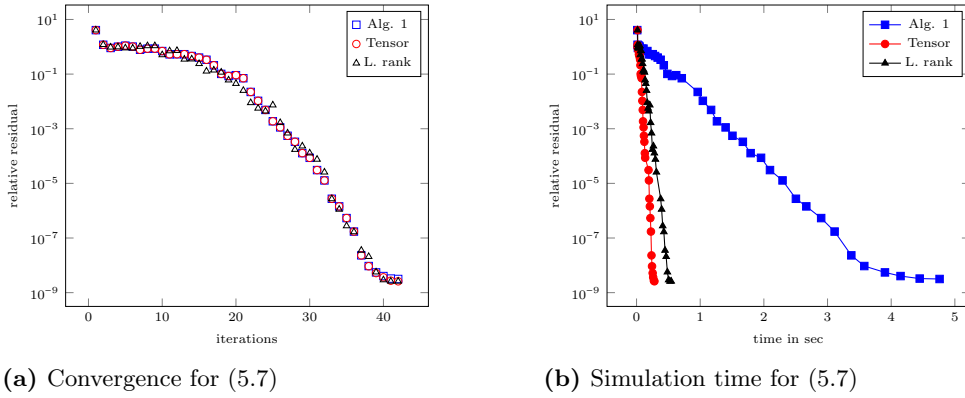 10^1
10^-1
10^-3
10^-5
10^-7
10^-9
relative residual
0
10
20
30
40
iterations
Alg. 1
Tensor
L. rank
(a) Convergence for (5.7)
10^1
10^-1
10^-3
10^-5
10^-7
10^-9
relative residual
0
1
2
3
4
5
time in sec
Alg. 1
Tensor
L. rank
(b) Simulation time for (5.7)